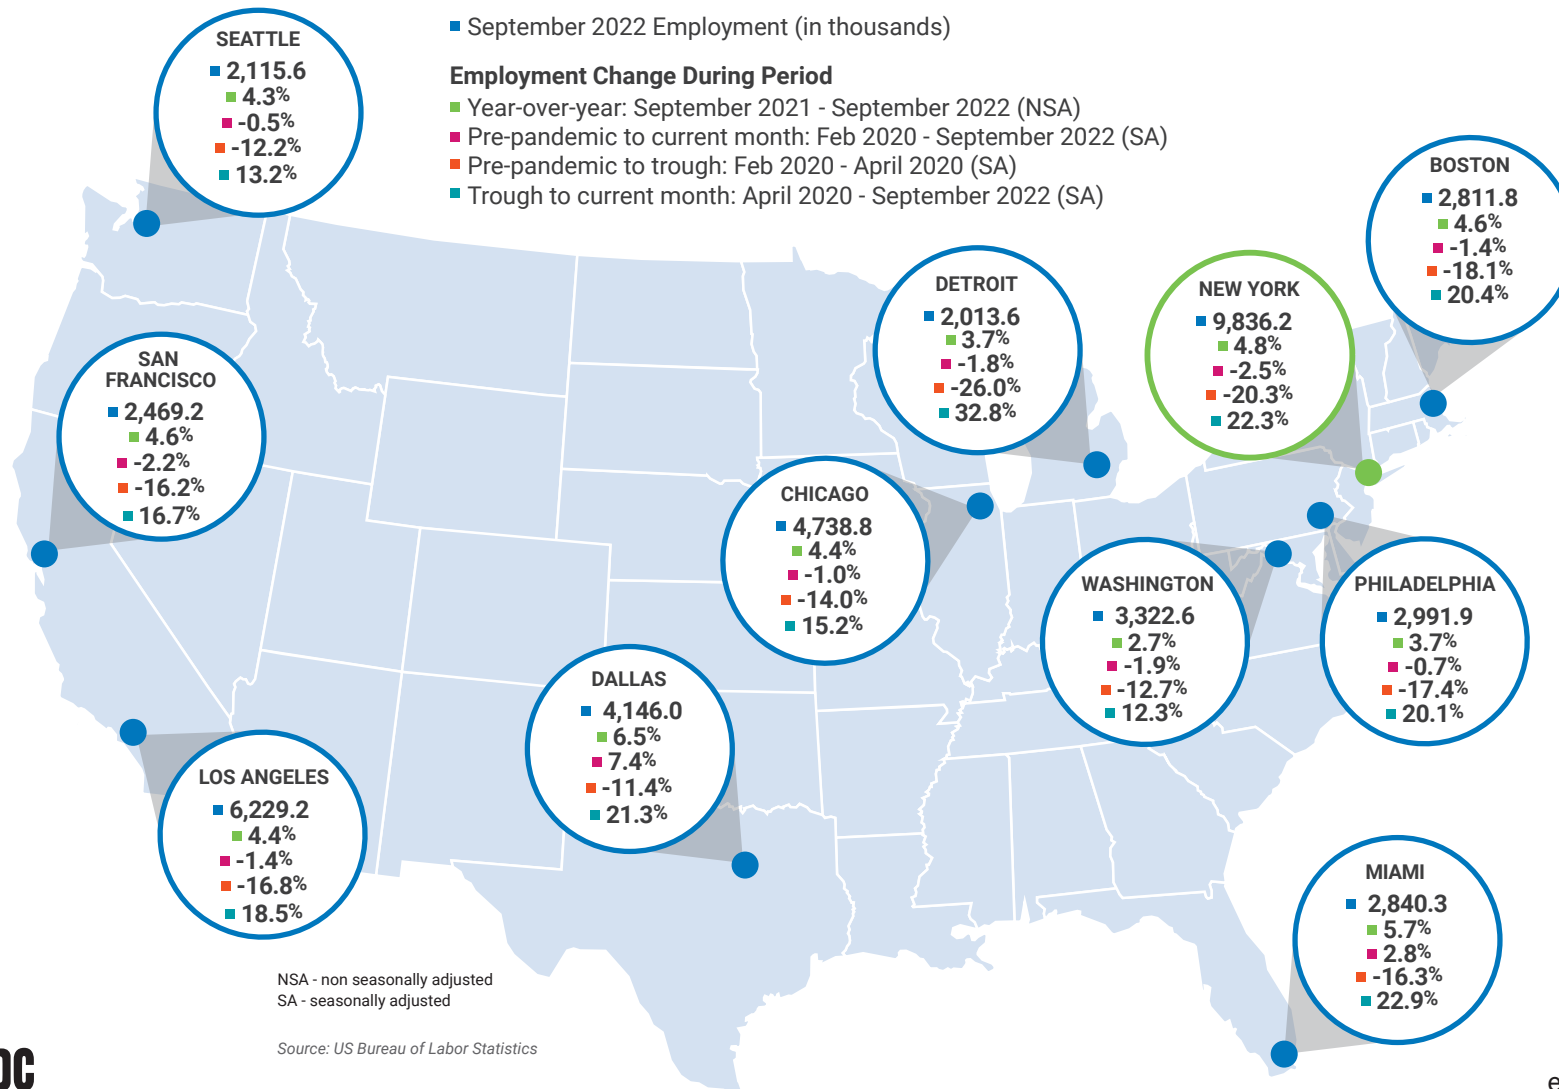 September 2022 Employment (in thousands)
Employment Change During Period
Year-over-year: September 2021 - September 2022 (NSA)
Pre-pandemic to current month: Feb 2020 - September 2022 (SA)
Pre-pandemic to trough: Feb 2020 - April 2020 (SA)
Trough to current month: April 2020 - September 2022 (SA)
SEATTLE
2,115.6
4.3%
-0.5%
-12.2%
13.2%
BOSTON
2,811.8
4.6%
-1.4%
-18.1%
20.4%
DETROIT
2,013.6
3.7%
-1.8%
-26.0%
32.8%
NEW YORK
9,836.2
4.8%
-2.5%
-20.3%
22.3%
SAN
FRANCISCO
2,469.2
4.6%
-2.2%
-16.2%
16.7%
CHICAGO
4,738.8
4.4%
-1.0%
-14.0%
15.2%
WASHINGTON
3,322.6
2.7%
-1.9%
-12.7%
12.3%
PHILADELPHIA
2,991.9
3.7%
-0.7%
-17.4%
20.1%
DALLAS
4,146.0
6.5%
7.4%
-11.4%
21.3%
LOS ANGELES
6,229.2
4.4%
-1.4%
-16.8%
18.5%
MIAMI
2,840.3
5.7%
2.8%
-16.3%
22.9%
NSA - non seasonally adjusted
SA - seasonally adjusted
Source: US Bureau of Labor Statistics
DC
e